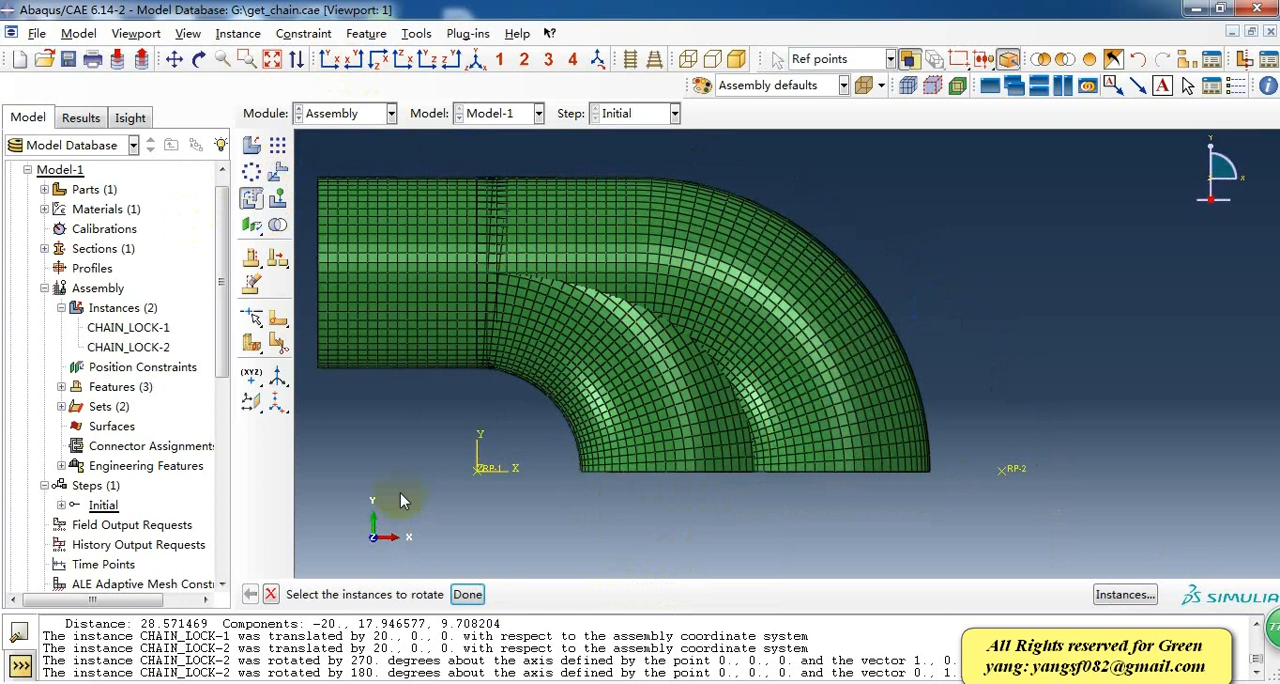 Abaqus/CAE 6.14-2 - Model Database: G:\get_chain.cae [Viewport: 1]
File Model Viewport View Instance Constraint Feature Tools Plug-ins Help
1 2 3 4 Ref points
Assembly defaults
Model Results Isight
Module: Assembly Model: Model-1 Step: Initial
Model Database
Model-1
Parts (1)
Materials (1)
Calibrations
Sections (1)
Profiles
Assembly
Instances (2)
CHAIN_LOCK-1
CHAIN_LOCK-2
Position Constraints
Features (3)
Sets (2)
Surfaces
Connector Assignments
Engineering Features
Steps (1)
Initial
Field Output Requests
History Output Requests
Time Points
ALE Adaptive Mesh Constr
Y
X
Y
RP-1 X
RP-2
Y
Z X
Select the instances to rotate Done Instances...
SIMULIA
Distance: 28.571469 Components: -20., 17.946577, 9.708204
The instance CHAIN_LOCK-1 was translated by 20., 0., 0. with respect to the assembly coordinate system
The instance CHAIN_LOCK-2 was translated by 20., 0., 0. with respect to the assembly coordinate system
The instance CHAIN_LOCK-2 was rotated by 270. degrees about the axis defined by the point 0., 0., 0. and the vector 1., 0.
The instance CHAIN_LOCK-2 was rotated by 180. degrees about the axis defined by the point 0., 0., 0. and the vector 0., 1.
All Rights reserved for Green
yang: yangsf082@gmail.com